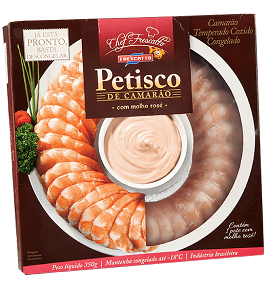 JÁ ESTÁ
PRONTO,
BASTA
DESCONGELAR.
Chef Frescatto
FRESCATTO
Camarão
Temperado Cozido
Congelado
Petisco
DE CAMARÃO
com molho rosé
Contém
1 pote com
molho rosé!
Peso líquido 350g | Mantenha congelado até -18°C | Indústria brasileira